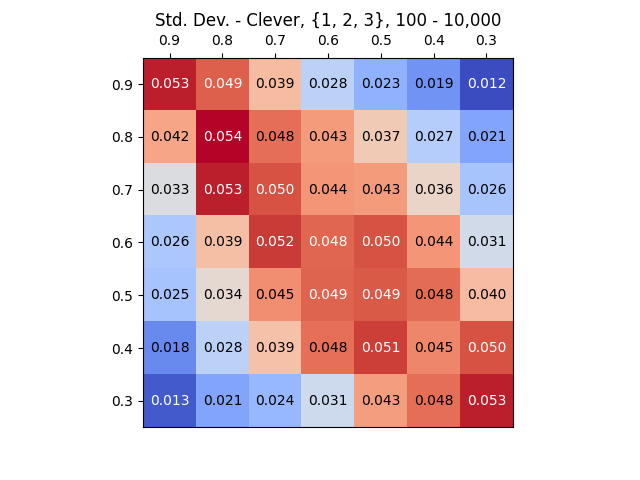 Std. Dev. - Clever, {1, 2, 3}, 100 - 10,000
0.9 0.8 0.7 0.6 0.5 0.4 0.3
0.9 0.053 0.049 0.039 0.028 0.023 0.019 0.012
0.8 0.042 0.054 0.048 0.043 0.037 0.027 0.021
0.7 0.033 0.053 0.050 0.044 0.043 0.036 0.026
0.6 0.026 0.039 0.052 0.048 0.050 0.044 0.031
0.5 0.025 0.034 0.045 0.049 0.049 0.048 0.040
0.4 0.018 0.028 0.039 0.048 0.051 0.045 0.050
0.3 0.013 0.021 0.024 0.031 0.043 0.048 0.053